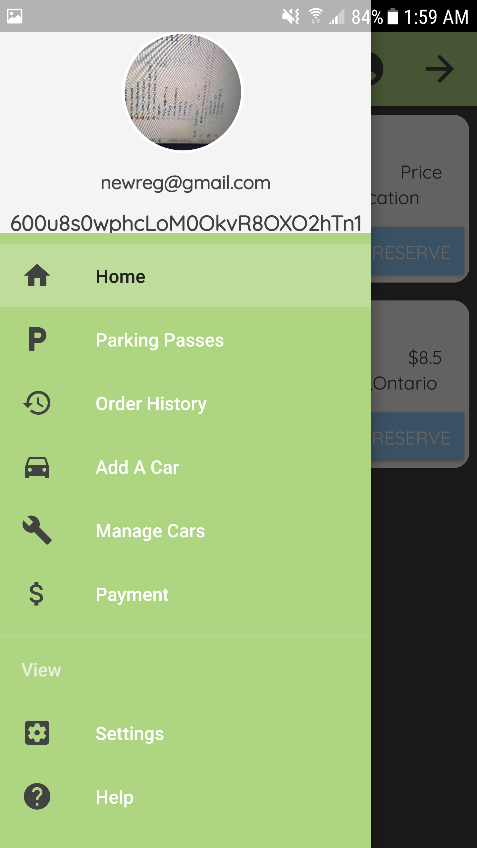 84% 1:59 AM
newreg@gmail.com
600u8s0wphcLoM0OkvR8OXO2hTn1
Home
Parking Passes
Order History
Add A Car
Manage Cars
Payment
View
Settings
Help
Price
cation
RESERVE
$8.5
,Ontario
RESERVE